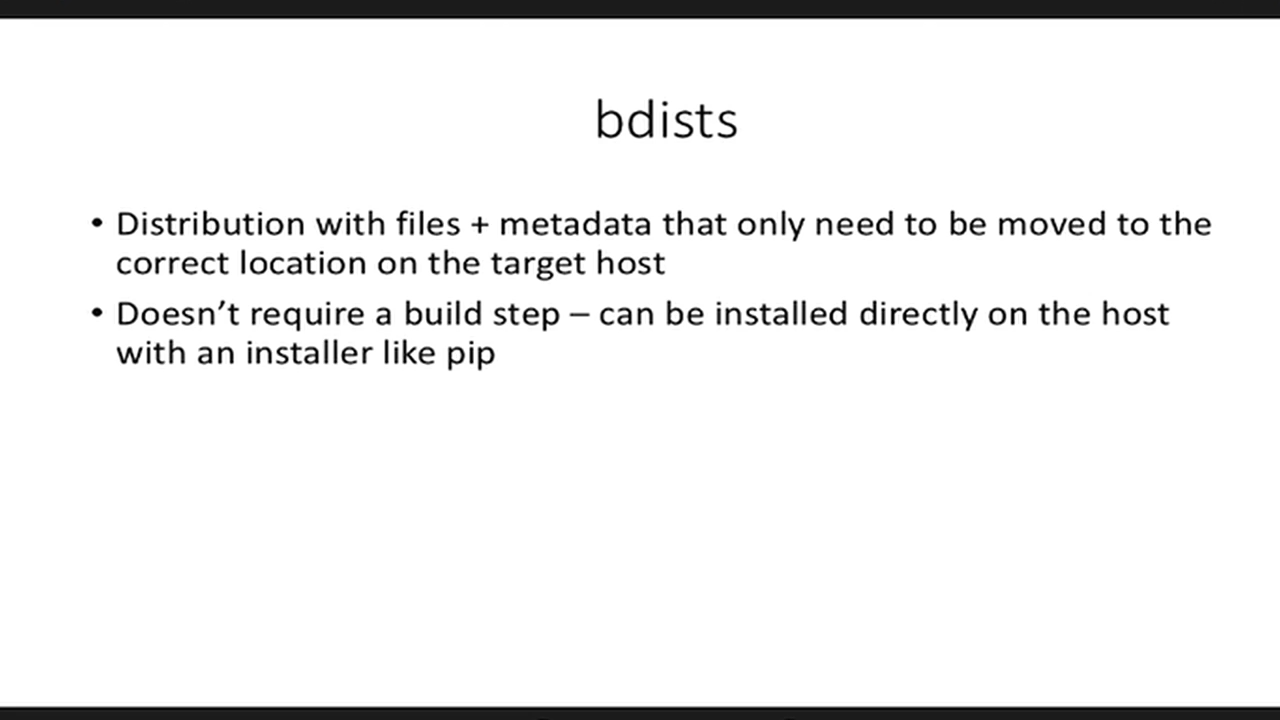 bdists
• Distribution with files + metadata that only need to be moved to the
correct location on the target host
• Doesn’t require a build step – can be installed directly on the host
with an installer like pip